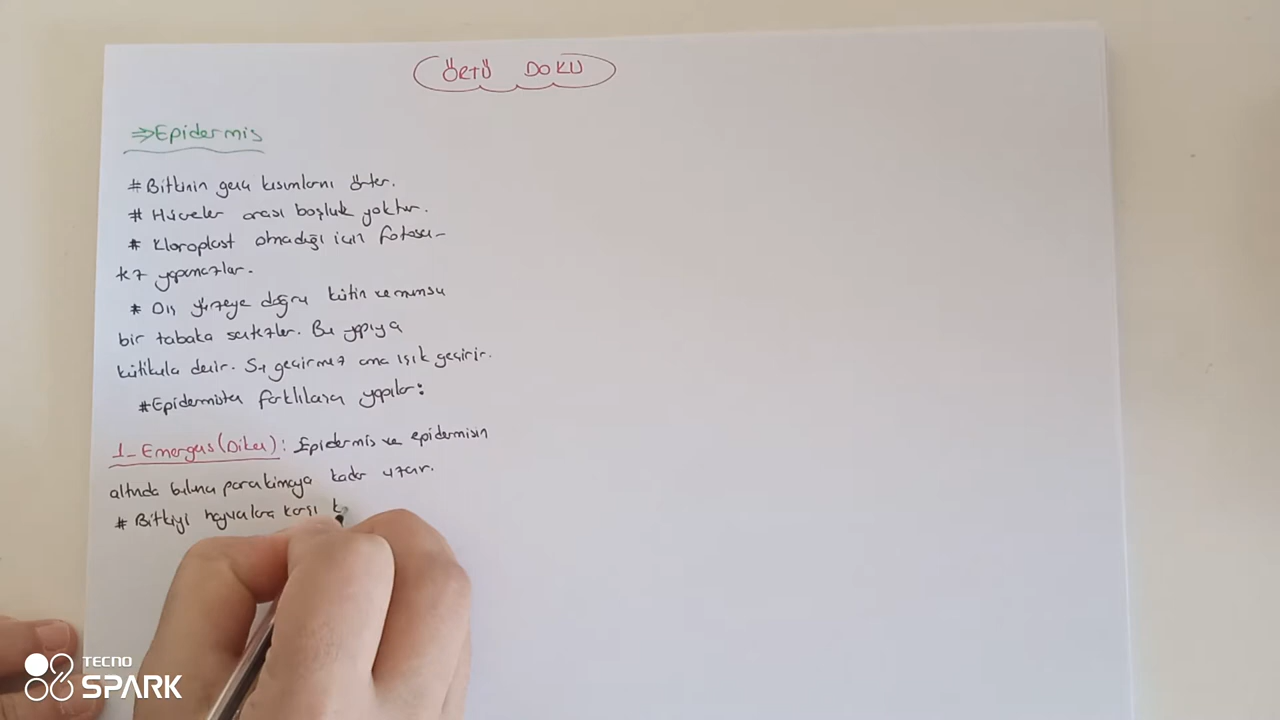 ÖRTÜ DOKU
⇒Epidermis
# Bitkinin genç kısımlarını örter.
# Hücreler arası boşluk yoktur.
# Kloroplast olmadığı için fotosen-
tez yapamazlar.
# Dış yüzeye doğru kütin ve mumsu
bir tabaka sentezler. Bu yapıya
kütikula denir. Su geçirmez ama ışık geçirir.
# Epidermisten farklılaşan yapılar:
1- Emergens (Diken): Epidermis ve epidermisin
altında bulunan parankimaya kadar uzanır.
# Bitkiyi hayvanlara karşı k
TECNO
SPARK